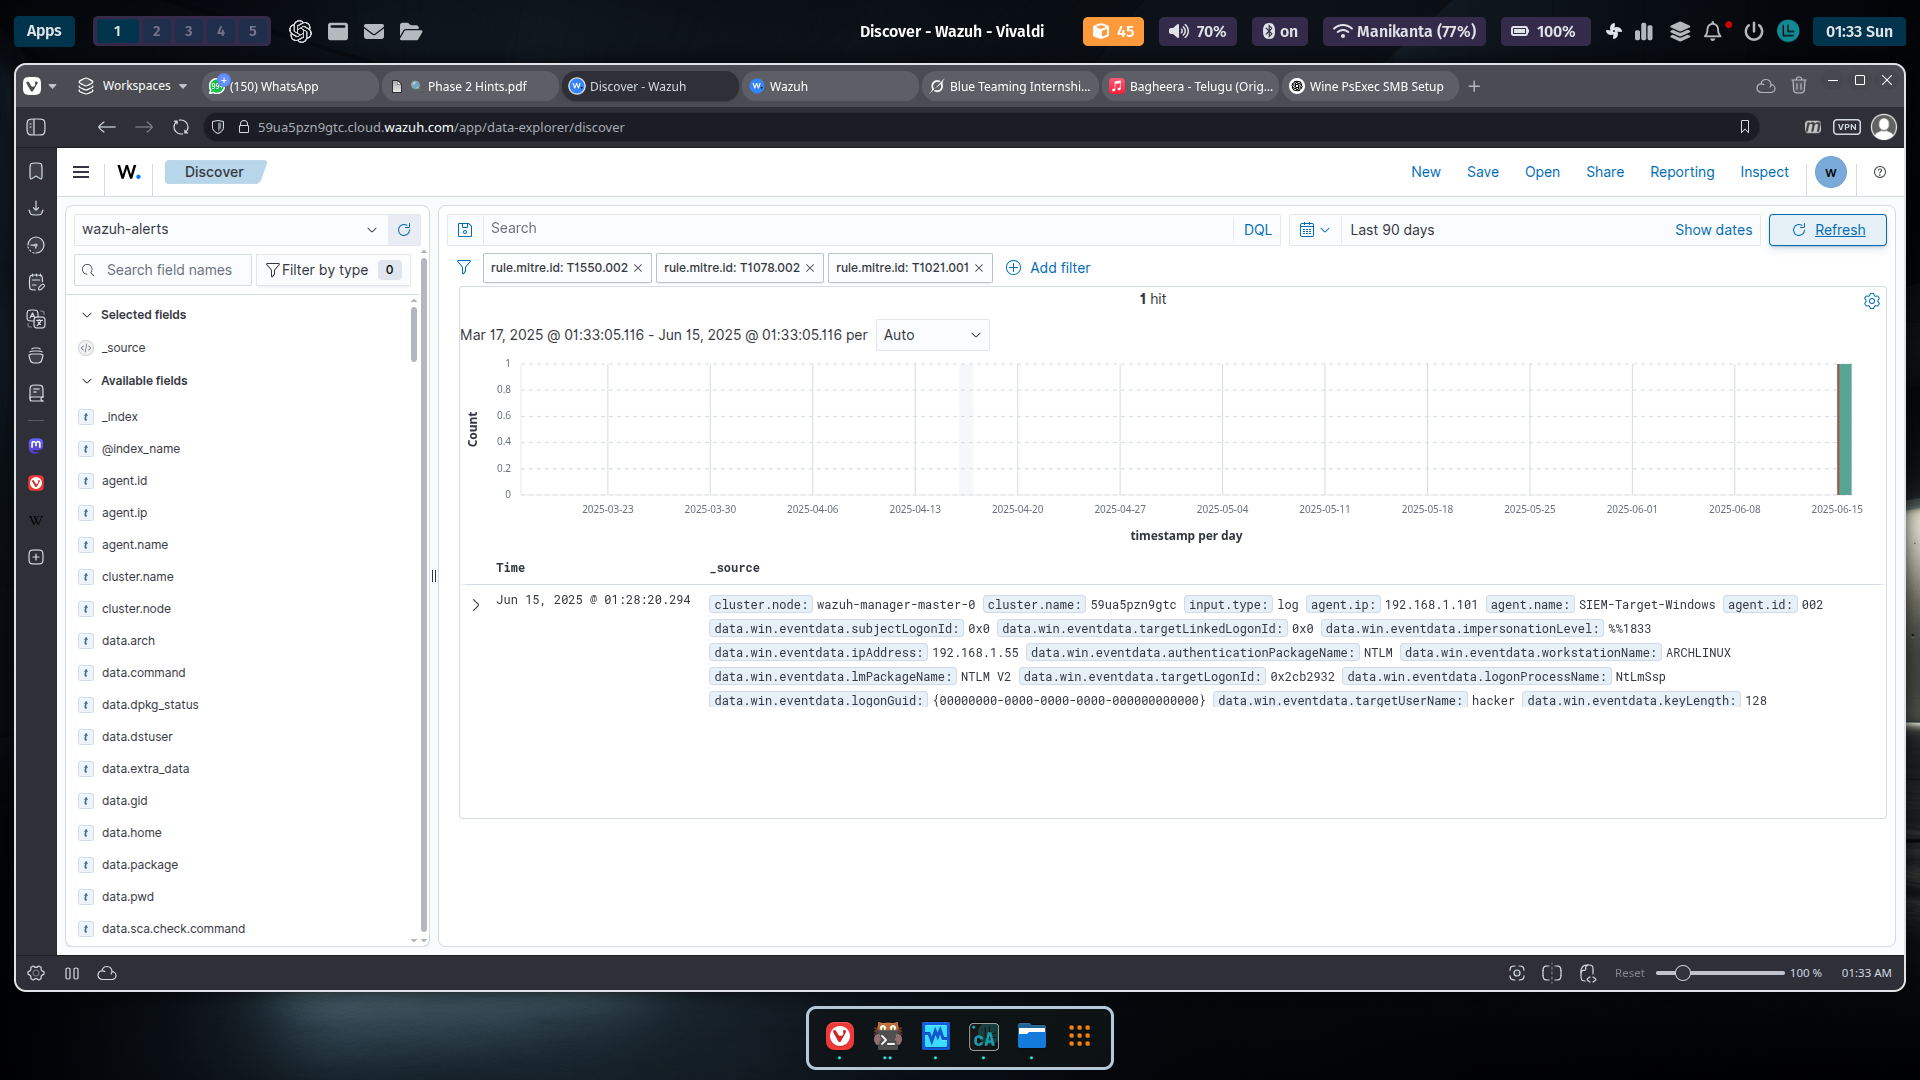 Apps
1 2 3 4 5
Discover - Wazuh - Vivaldi
45
70%
on
Manikanta (77%)
100%
01:33 Sun
Workspaces
(150) WhatsApp
Phase 2 Hints.pdf
Discover - Wazuh
Wazuh
Blue Teaming Internshi...
Bagheera - Telugu (Orig...
Wine PsExec SMB Setup
59ua5pzn9gtc.cloud.wazuh.com/app/data-explorer/discover
VPN
W.
Discover
New
Save
Open
Share
Reporting
Inspect
w
wazuh-alerts
Search
DQL
Last 90 days
Show dates
Refresh
Search field names
Filter by type 0
rule.mitre.id: T1550.002
rule.mitre.id: T1078.002
rule.mitre.id: T1021.001
Add filter
Selected fields
_source
Available fields
t _index
t @index_name
t agent.id
t agent.ip
t agent.name
t cluster.name
t cluster.node
t data.arch
t data.command
t data.dpkg_status
t data.dstuser
t data.extra_data
t data.gid
t data.home
t data.package
t data.pwd
t data.sca.check.command
1 hit
Mar 17, 2025 @ 01:33:05.116 - Jun 15, 2025 @ 01:33:05.116 per
Auto
Count
1
0.8
0.6
0.4
0.2
0
2025-03-23 2025-03-30 2025-04-06 2025-04-13 2025-04-20 2025-04-27 2025-05-04 2025-05-11 2025-05-18 2025-05-25 2025-06-01 2025-06-08 2025-06-15
timestamp per day
Time
_source
Jun 15, 2025 @ 01:28:20.294
cluster.node: wazuh-manager-master-0 cluster.name: 59ua5pzn9gtc input.type: log agent.ip: 192.168.1.101 agent.name: SIEM-Target-Windows agent.id: 002
data.win.eventdata.subjectLogonId: 0x0 data.win.eventdata.targetLinkedLogonId: 0x0 data.win.eventdata.impersonationLevel: %%1833
data.win.eventdata.ipAddress: 192.168.1.55 data.win.eventdata.authenticationPackageName: NTLM data.win.eventdata.workstationName: ARCHLINUX
data.win.eventdata.lmPackageName: NTLM V2 data.win.eventdata.targetLogonId: 0x2cb2932 data.win.eventdata.logonProcessName: NtLmSsp
data.win.eventdata.logonGuid: {00000000-0000-0000-0000-000000000000} data.win.eventdata.targetUserName: hacker data.win.eventdata.keyLength: 128
Reset
100 %
01:33 AM
cA